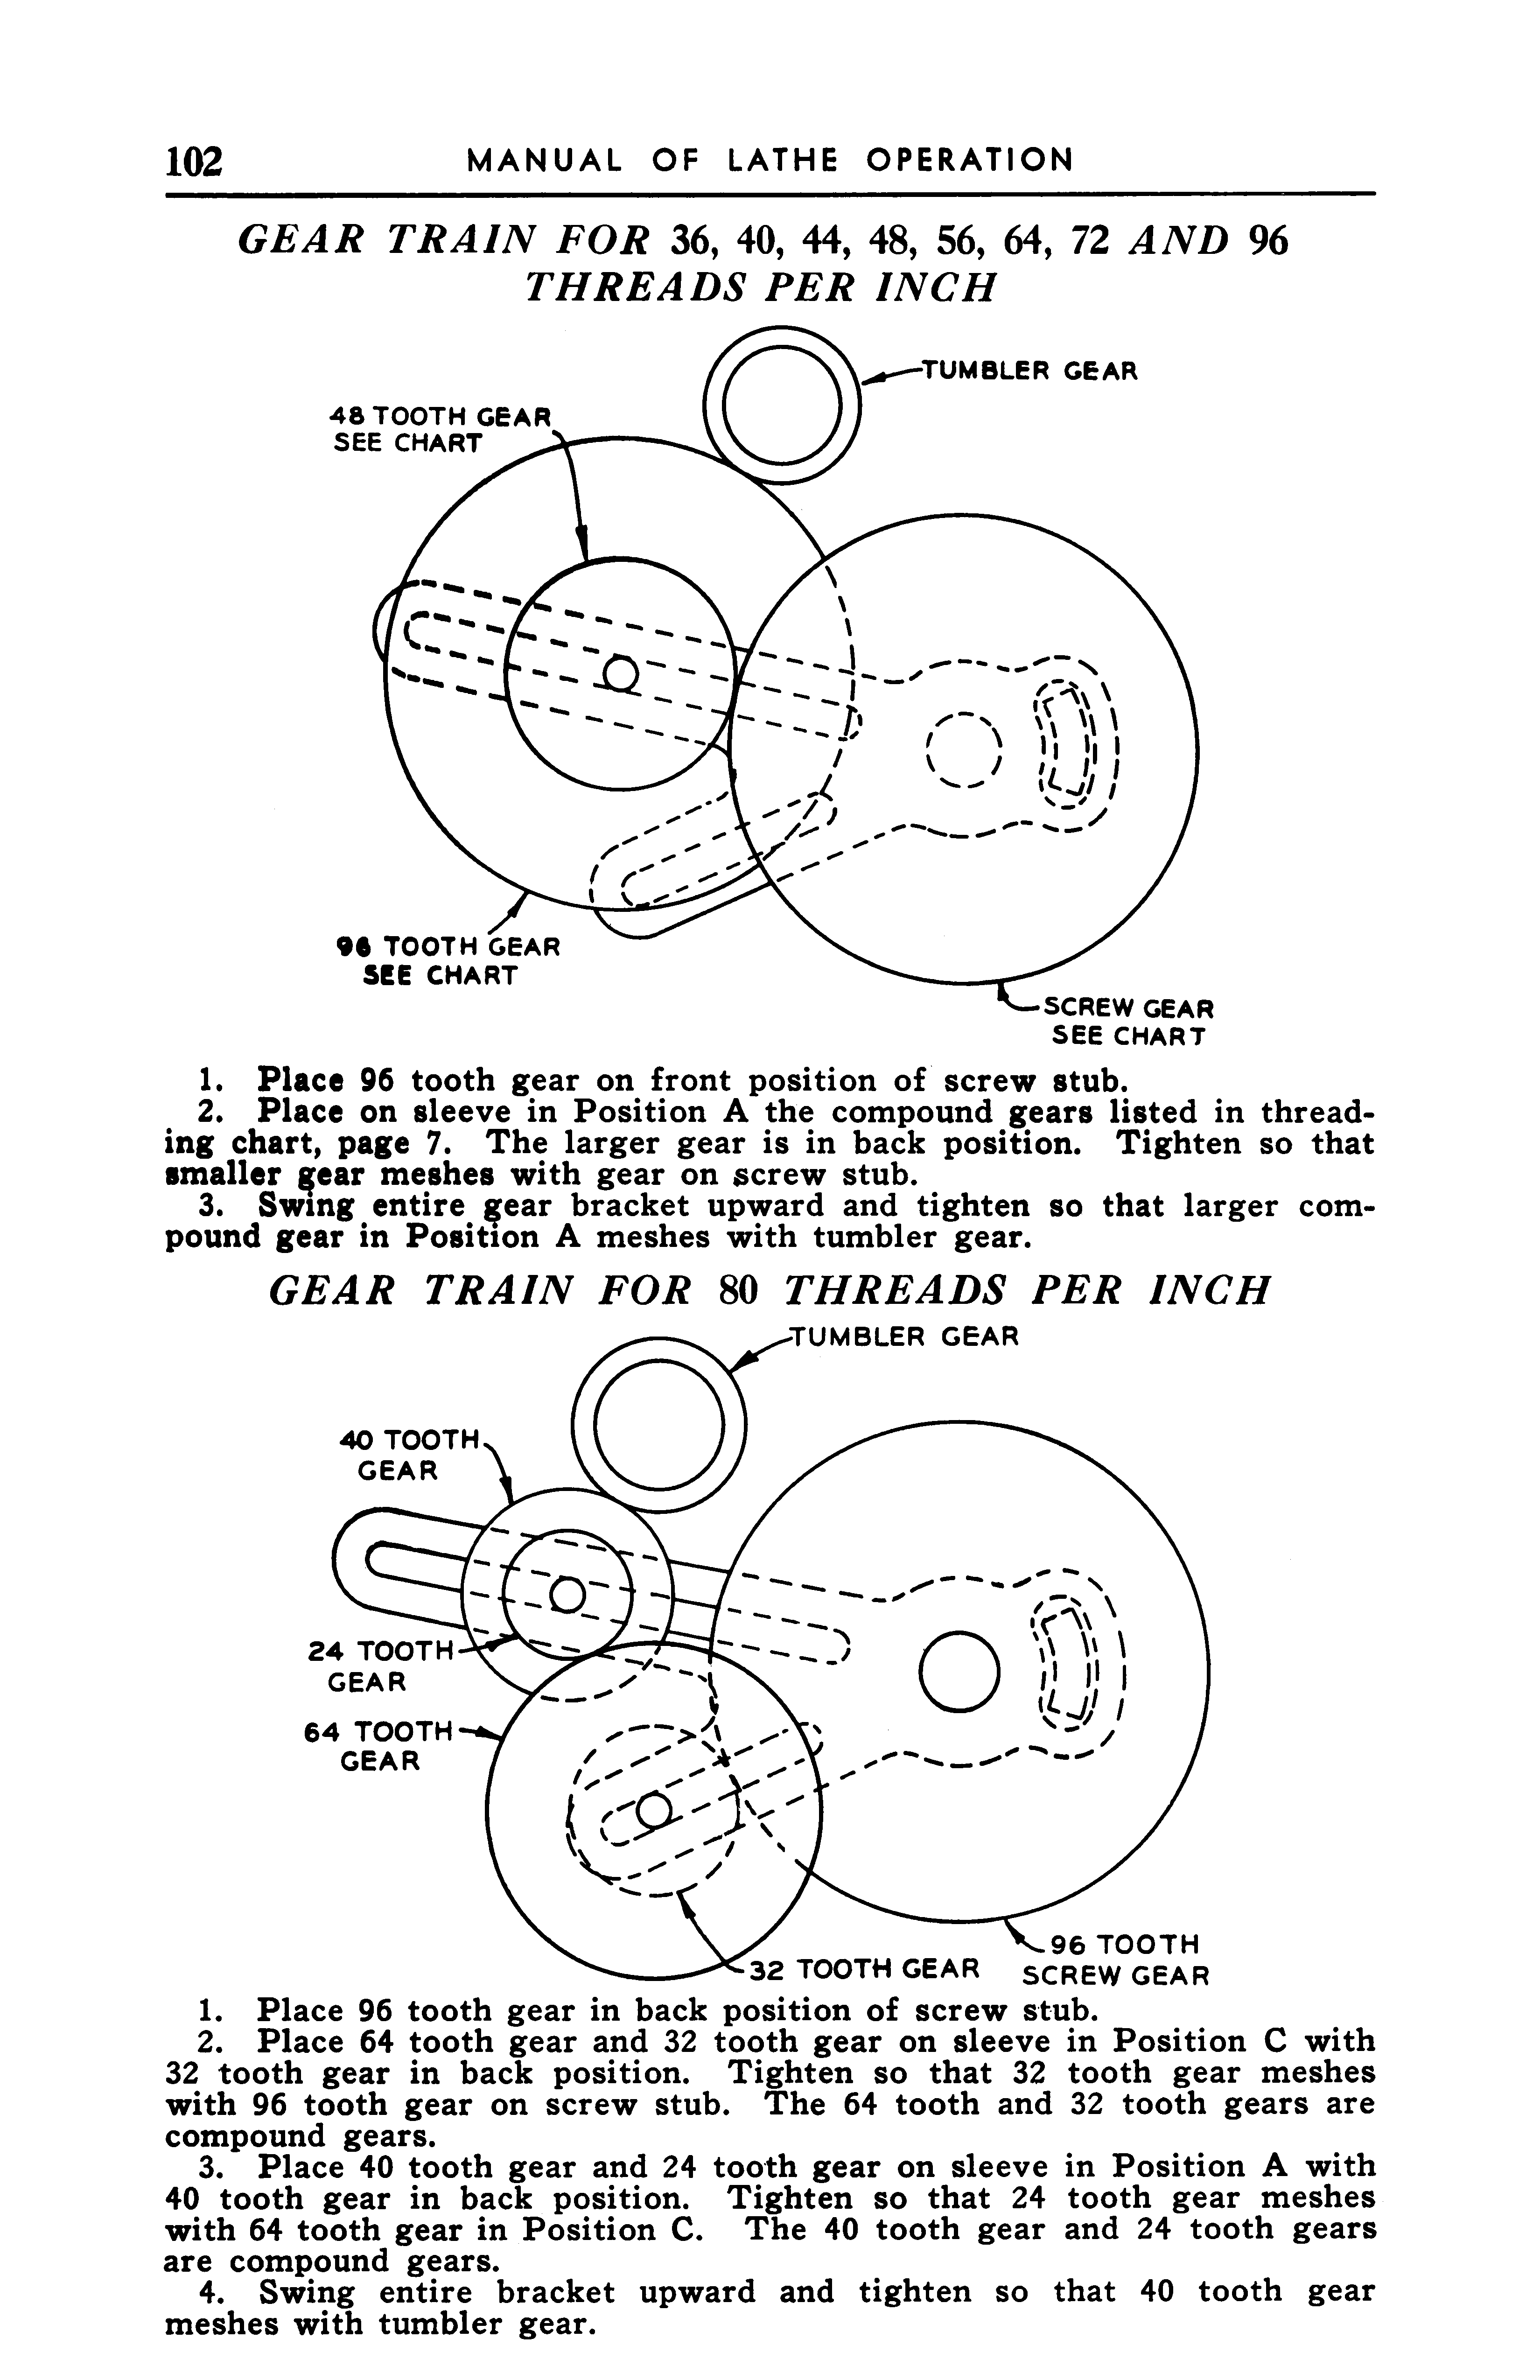 102 MANUAL OF LATHE OPERATION
GEAR TRAIN FOR 36, 40, 44, 48, 56, 64, 72 AND 96
THREADS PER INCH
TUMBLER GEAR
48 TOOTH GEAR
SEE CHART
96 TOOTH GEAR
SEE CHART
SCREW GEAR
SEE CHART
1. Place 96 tooth gear on front position of screw stub.
2. Place on sleeve in Position A the compound gears listed in thread-
ing chart, page 7. The larger gear is in back position. Tighten so that
smaller gear meshes with gear on screw stub.
3. Swing entire gear bracket upward and tighten so that larger com-
pound gear in Position A meshes with tumbler gear.
GEAR TRAIN FOR 80 THREADS PER INCH
TUMBLER GEAR
40 TOOTH
GEAR
24 TOOTH
GEAR
64 TOOTH
GEAR
32 TOOTH GEAR
96 TOOTH
SCREW GEAR
1. Place 96 tooth gear in back position of screw stub.
2. Place 64 tooth gear and 32 tooth gear on sleeve in Position C with
32 tooth gear in back position. Tighten so that 32 tooth gear meshes
with 96 tooth gear on screw stub. The 64 tooth and 32 tooth gears are
compound gears.
3. Place 40 tooth gear and 24 tooth gear on sleeve in Position A with
40 tooth gear in back position. Tighten so that 24 tooth gear meshes
with 64 tooth gear in Position C. The 40 tooth gear and 24 tooth gears
are compound gears.
4. Swing entire bracket upward and tighten so that 40 tooth gear
meshes with tumbler gear.